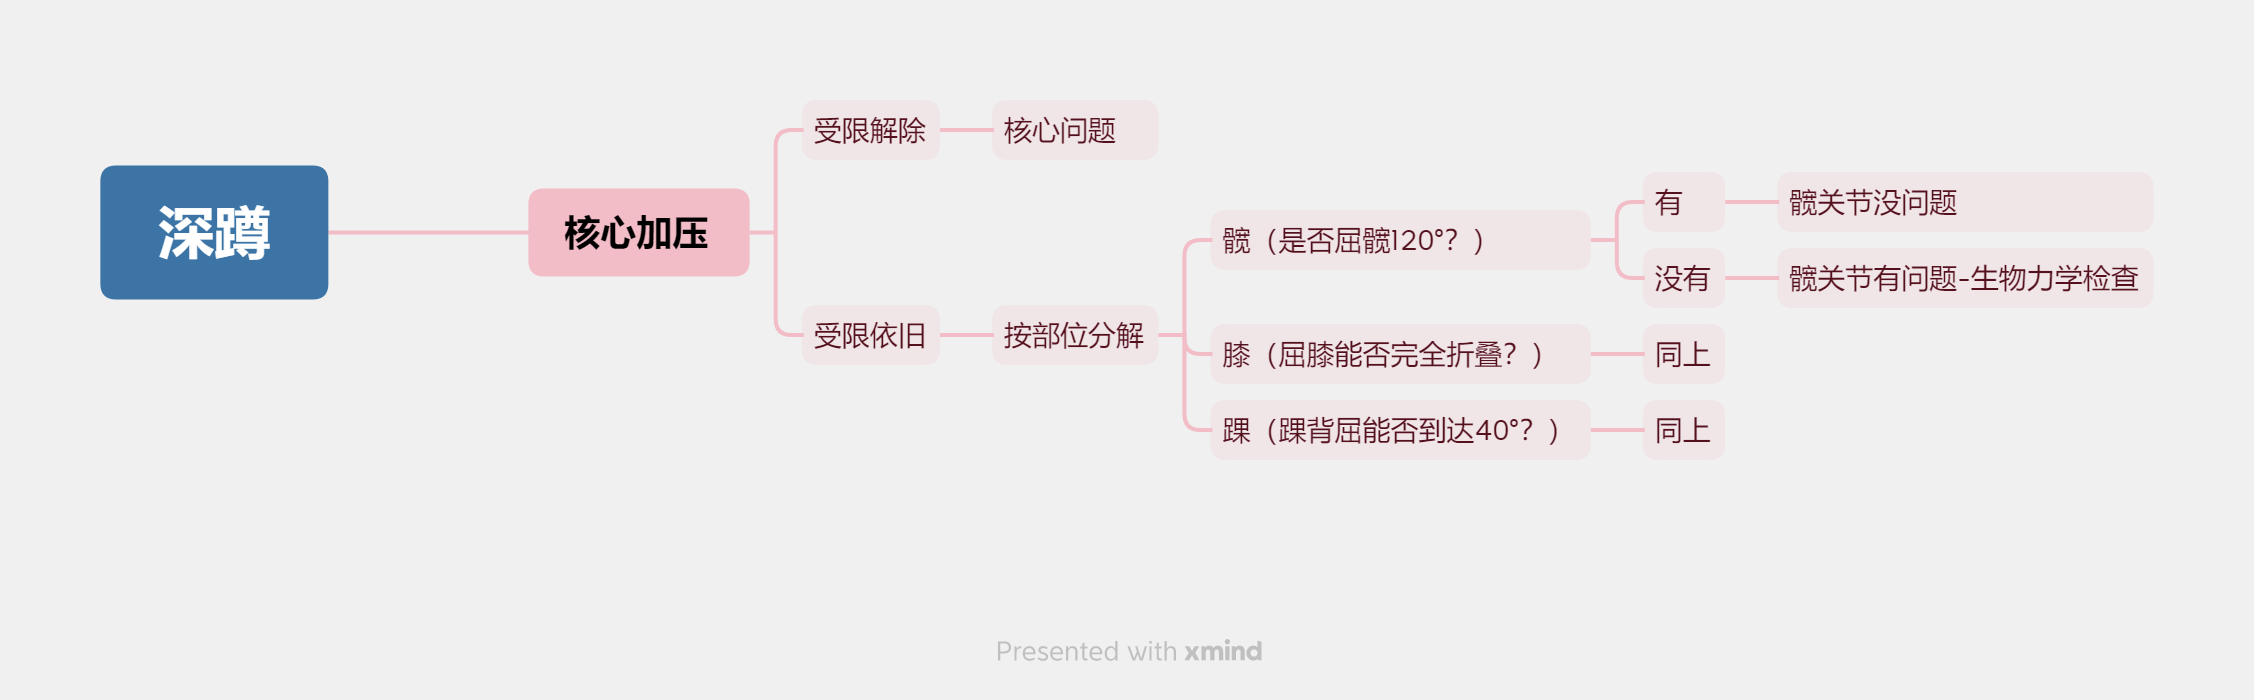 深蹲
核心加压
受限解除
核心问题
受限依旧
按部位分解
髋（是否屈髋120°？）
有
髋关节没问题
没有
髋关节有问题-生物力学检查
膝（屈膝能否完全折叠？）
同上
踝（踝背屈能否到达40°？）
同上
Presented with xmind